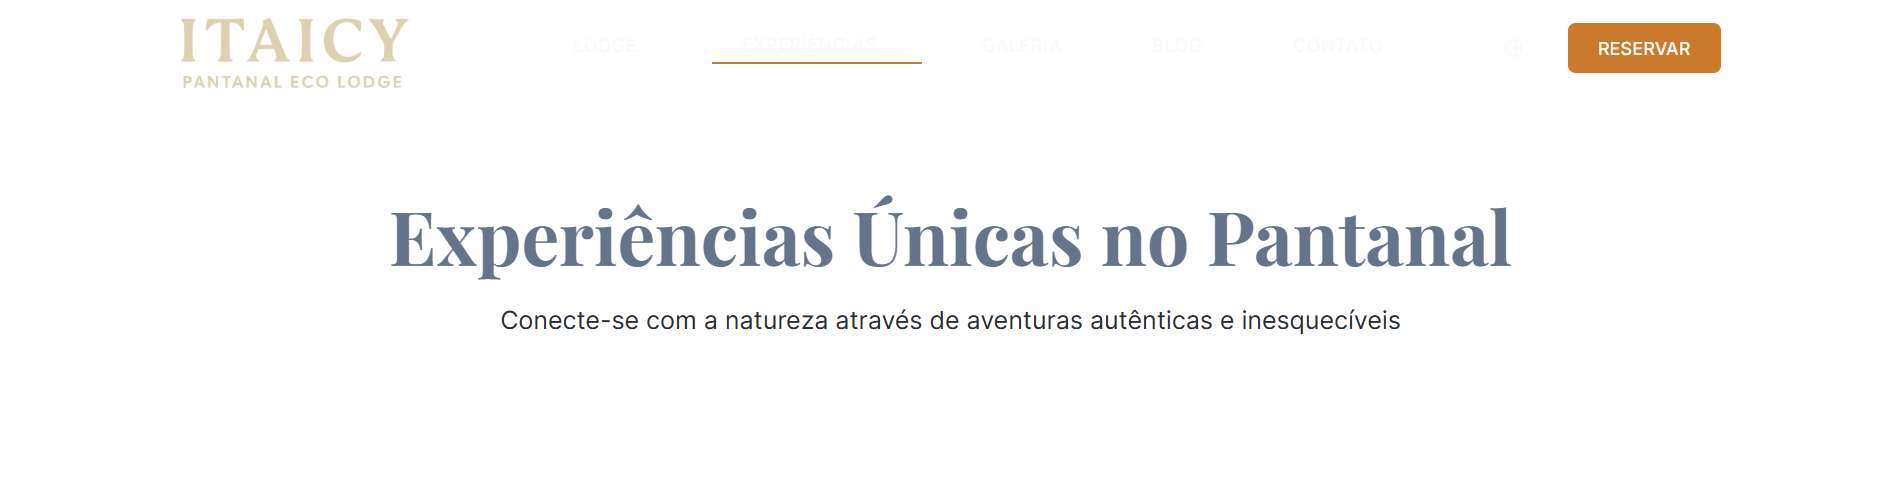 ITAICY
PANTANAL ECO LODGE
LODGE
EXPERIÊNCIAS
GALERIA
BLOG
CONTATO
RESERVAR
Experiências Únicas no Pantanal
Conecte-se com a natureza através de aventuras autênticas e inesquecíveis